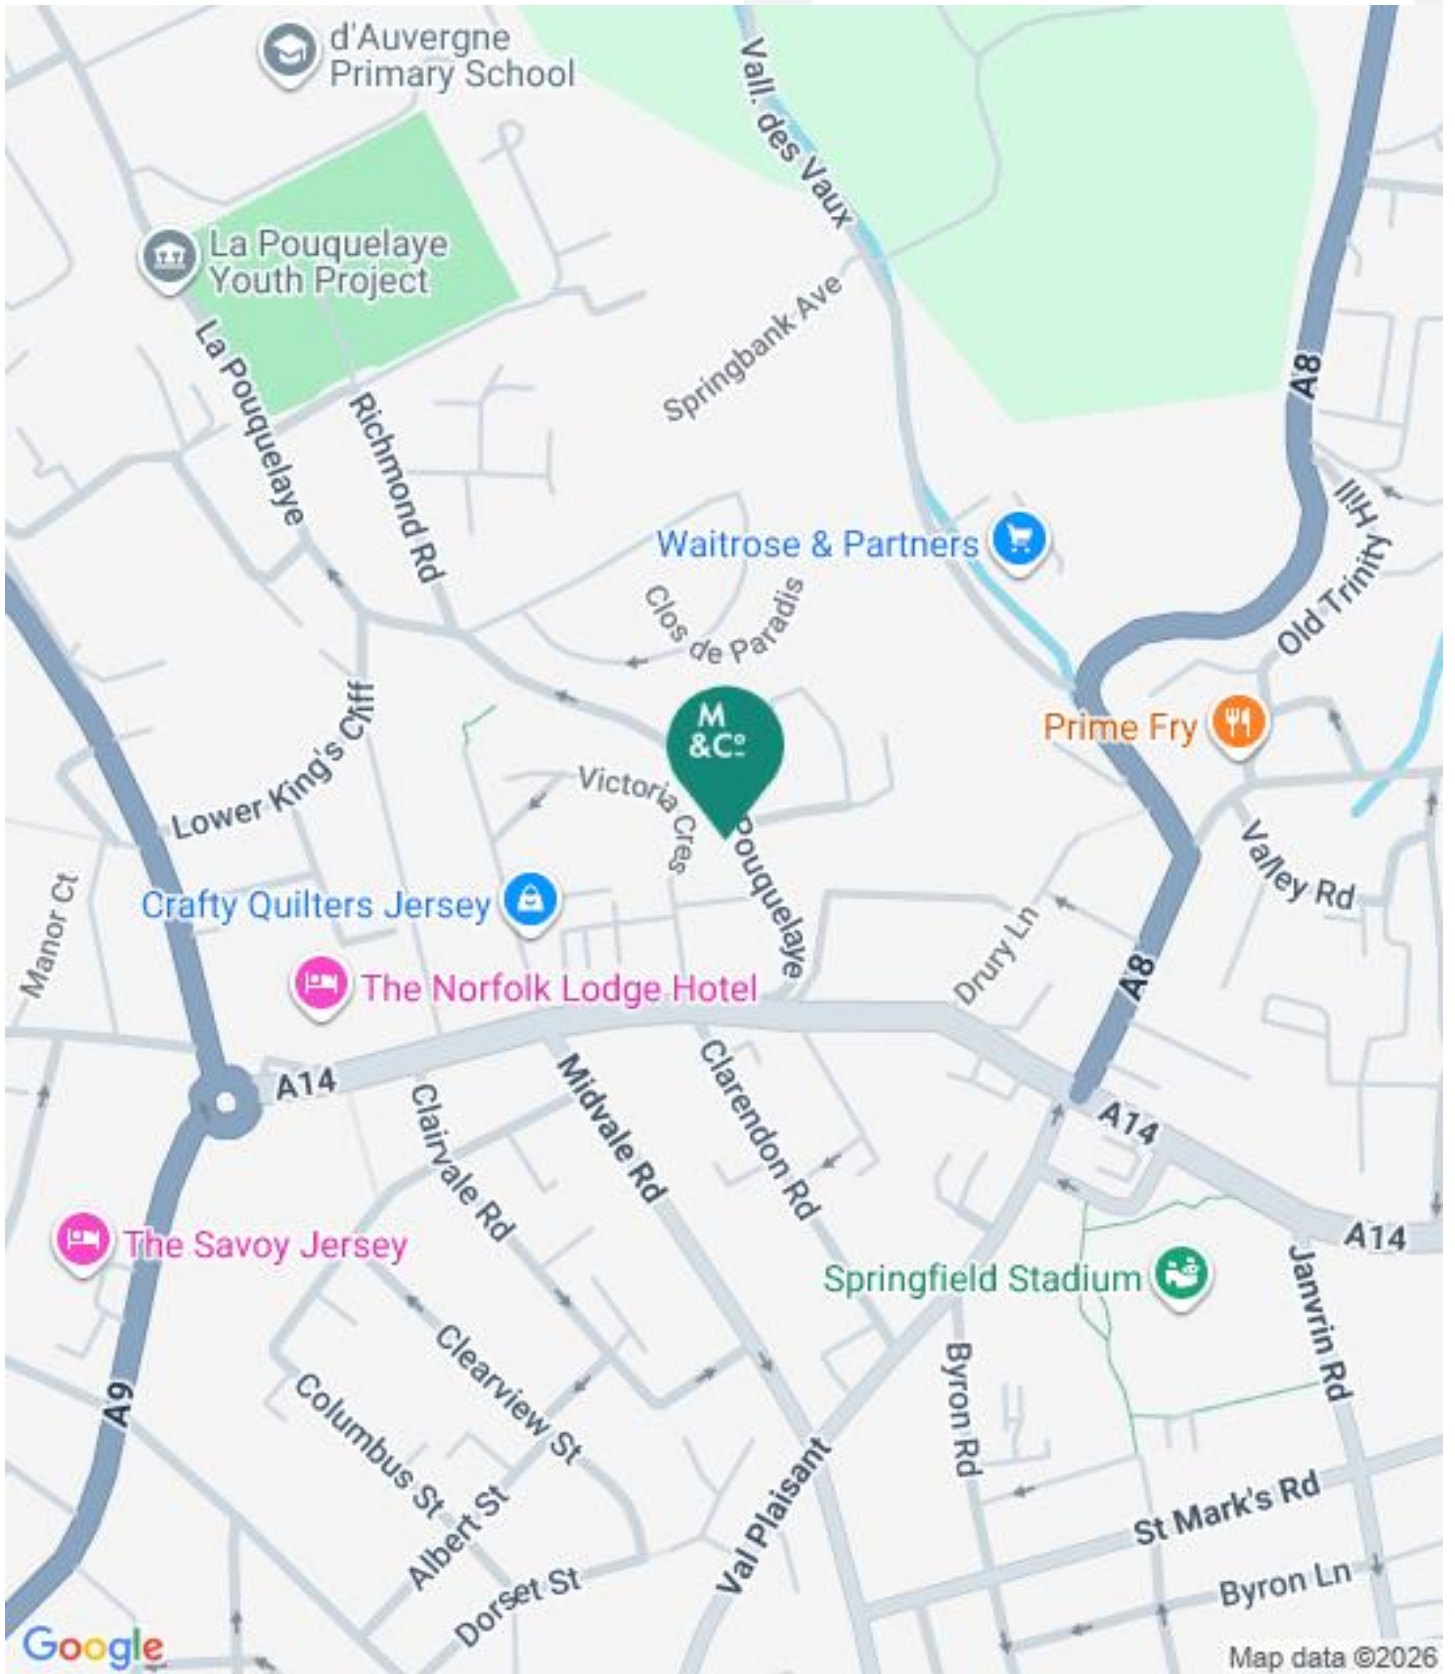 d'Auvergne
Primary School
Vall. des Vaux
La Pouquelaye
Youth Project
Springbank Ave
A8
La Pouquelaye
Richmond Rd
Old Trinity Hill
Waitrose & Partners
Clos de Paradis
M
&Cº
Prime Fry
Lower King's Cliff
Victoria Cres
Pouquelaye
Valley Rd
Manor Ct
Crafty Quilters Jersey
Drury Ln
A8
The Norfolk Lodge Hotel
A14
Clairvale Rd
Midvale Rd
Clarendon Rd
A14
The Savoy Jersey
A14
Springfield Stadium
Janvrin Rd
A9
Clearview St
Columbus St
Byron Rd
Albert St
Val Plaisant
St Mark's Rd
Dorset St
Byron Ln
Google
Map data ©2026